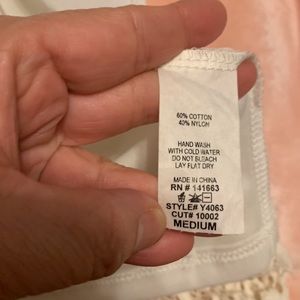 60% COTTON
40% NYLON
HAND WASH
WITH COLD WATER
DO NOT BLEACH
LAY FLAT DRY
MADE IN CHINA
RN # 141663
STYLE# Y4063
CUT# 10002
MEDIUM